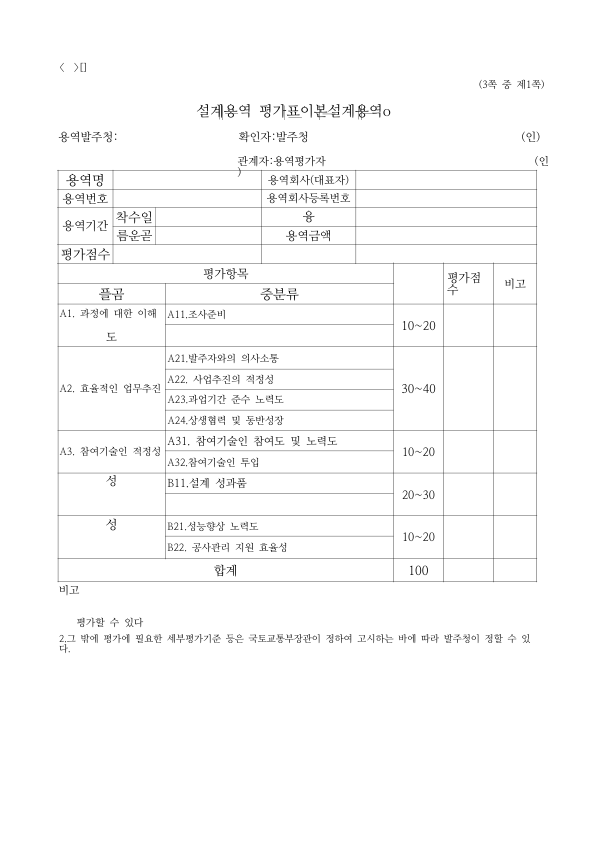 〈 〉[]
(3쪽 중 제1쪽)
설계용역 평가표이본설계용역o
용역발주청: 확인자:발주청 (인)
관계자:용역평가자 (인
)
용역명 용역회사(대표자)
용역번호 용역회사등록번호
용역기간 착수일 용
름운곧 용역금액
평가점수
평가항목 평가점수 비고
플곰 중분류
A1. 과정에 대한 이해도 A11.조사준비 10~20
A2. 효율적인 업무추진 A21.발주자와의 의사소통 30~40
A22. 사업추진의 적정성
A23.과업기간 준수 노력도
A24.상생협력 및 동반성장
A3. 참여기술인 적정성 A31. 참여기술인 참여도 및 노력도 10~20
A32.참여기술인 투입
성 B11.설계 성과품 20~30
성 B21.성능향상 노력도 10~20
B22. 공사관리 지원 효율성
합계 100
비고
평가할 수 있다
2.그 밖에 평가에 필요한 세부평가기준 등은 국토교통부장관이 정하여 고시하는 바에 따라 발주청이 정할 수 있
다.